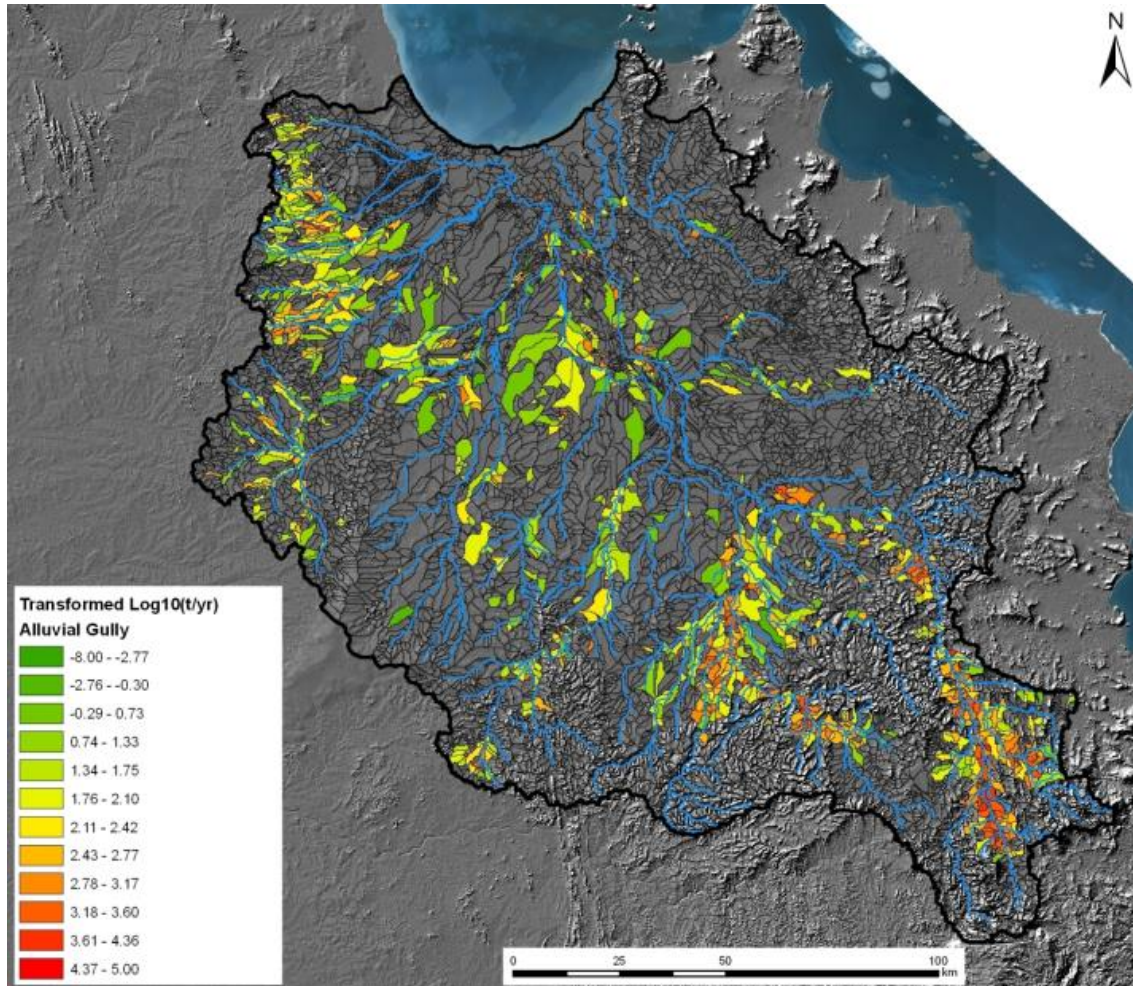 N
Transformed Log10(t/yr)
Alluvial Gully
-8.00 - -2.77
-2.76 - -0.30
-0.29 - 0.73
0.74 - 1.33
1.34 - 1.75
1.76 - 2.10
2.11 - 2.42
2.43 - 2.77
2.78 - 3.17
3.18 - 3.60
3.61 - 4.36
4.37 - 5.00
0 25 50 100
km